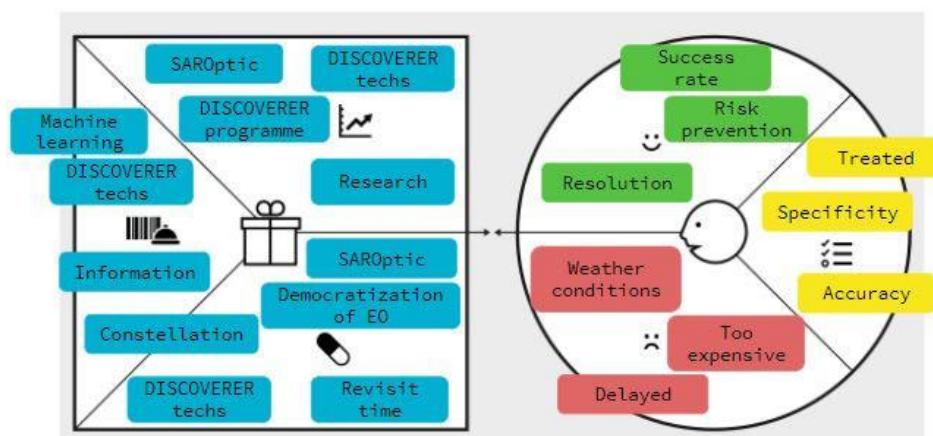 SAROptic
DISCOVERER
techs
DISCOVERER
programme
Machine
learning
DISCOVERER
techs
Research
Information
SAROptic
Democratization
of EO
Constellation
DISCOVERER
techs
Revisit
time
Success
rate
Risk
prevention
Resolution
Treated
Specificity
Accuracy
Weather
conditions
Too
expensive
Delayed